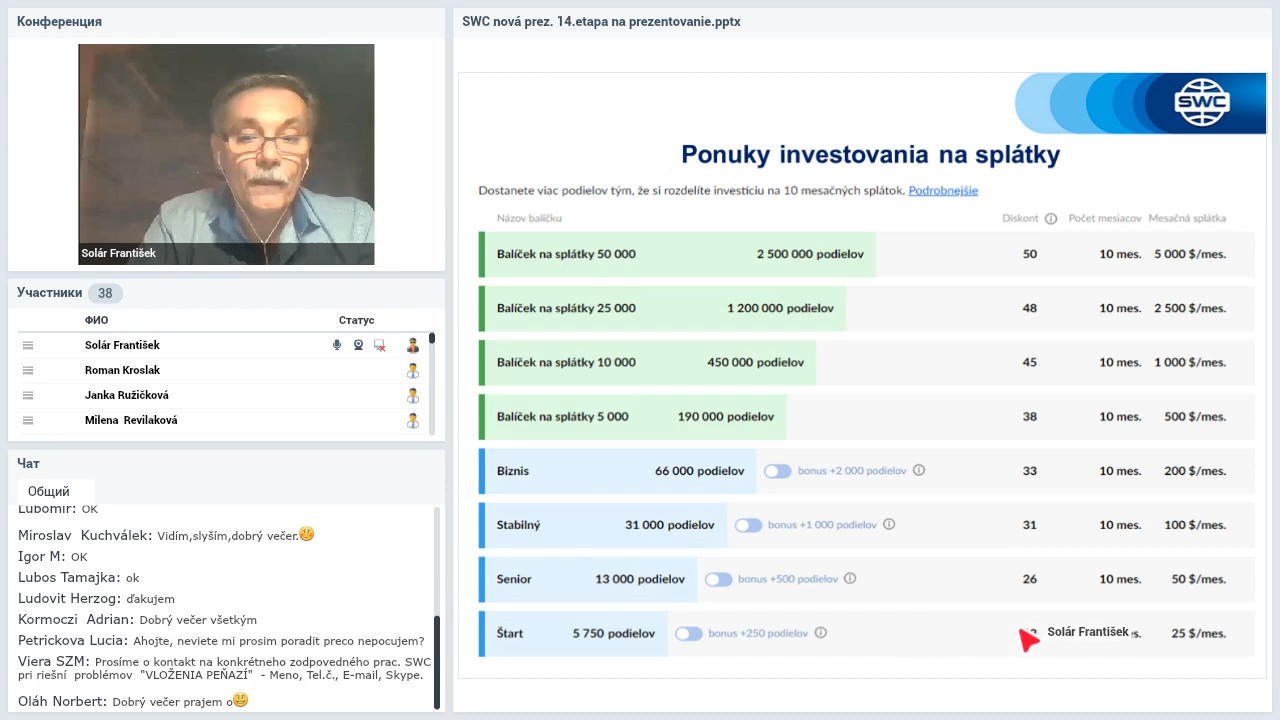 Конференция
Solár František
Участники 38
ФИО Статус
Solár František
Roman Kroslak
Janka Ružičková
Milena Revilaková
Чат
Общий
Lubomir: OK
Miroslav Kuchválek: Vidím,slyším,dobrý večer.
Igor M: OK
Lubos Tamajka: ok
Ludovit Herzog: ďakujem
Kormoczi Adrian: Dobrý večer všetkým
Petrickova Lucia: Ahojte, neviete mi prosim poradit preco nepocujem?
Viera SZM: Prosíme o kontakt na konkrétneho zodpovedného prac. SWC
pri riešní problémov "VLOŽENIA PEŇAZÍ" - Meno, Tel.č., E-mail, Skype.
Oláh Norbert: Dobrý večer prajem o
SWC nová prez. 14.etapa na prezentovanie.pptx
SWC
Ponuky investovania na splátky
Dostanete viac podielov tým, že si rozdelíte investíciu na 10 mesačných splátok. Podrobnejšie
Názov balíčku Diskont Počet mesiacov Mesačná splátka
Balíček na splátky 50 000 2 500 000 podielov 50 10 mes. 5 000 $/mes.
Balíček na splátky 25 000 1 200 000 podielov 48 10 mes. 2 500 $/mes.
Balíček na splátky 10 000 450 000 podielov 45 10 mes. 1 000 $/mes.
Balíček na splátky 5 000 190 000 podielov 38 10 mes. 500 $/mes.
Biznis 66 000 podielov bonus +2 000 podielov 33 10 mes. 200 $/mes.
Stabilný 31 000 podielov bonus +1 000 podielov 31 10 mes. 100 $/mes.
Senior 13 000 podielov bonus +500 podielov 26 10 mes. 50 $/mes.
Štart 5 750 podielov bonus +250 podielov Solár František s. 25 $/mes.